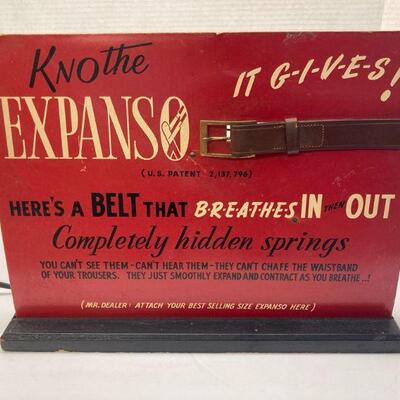 KNOthe
IT G-I-V-E-S!
EXPANSO
(U.S. PATENT 2,137,796)
HERE'S A BELT THAT BREATHES IN THEN OUT
Completely hidden springs
YOU CAN'T SEE THEM - CAN'T HEAR THEM - THEY CAN'T CHAFE THE WAISTBAND
OF YOUR TROUSERS. THEY JUST SMOOTHLY EXPAND AND CONTRACT AS YOU BREATHE..!
(MR. DEALER: ATTACH YOUR BEST SELLING SIZE EXPANSO HERE)